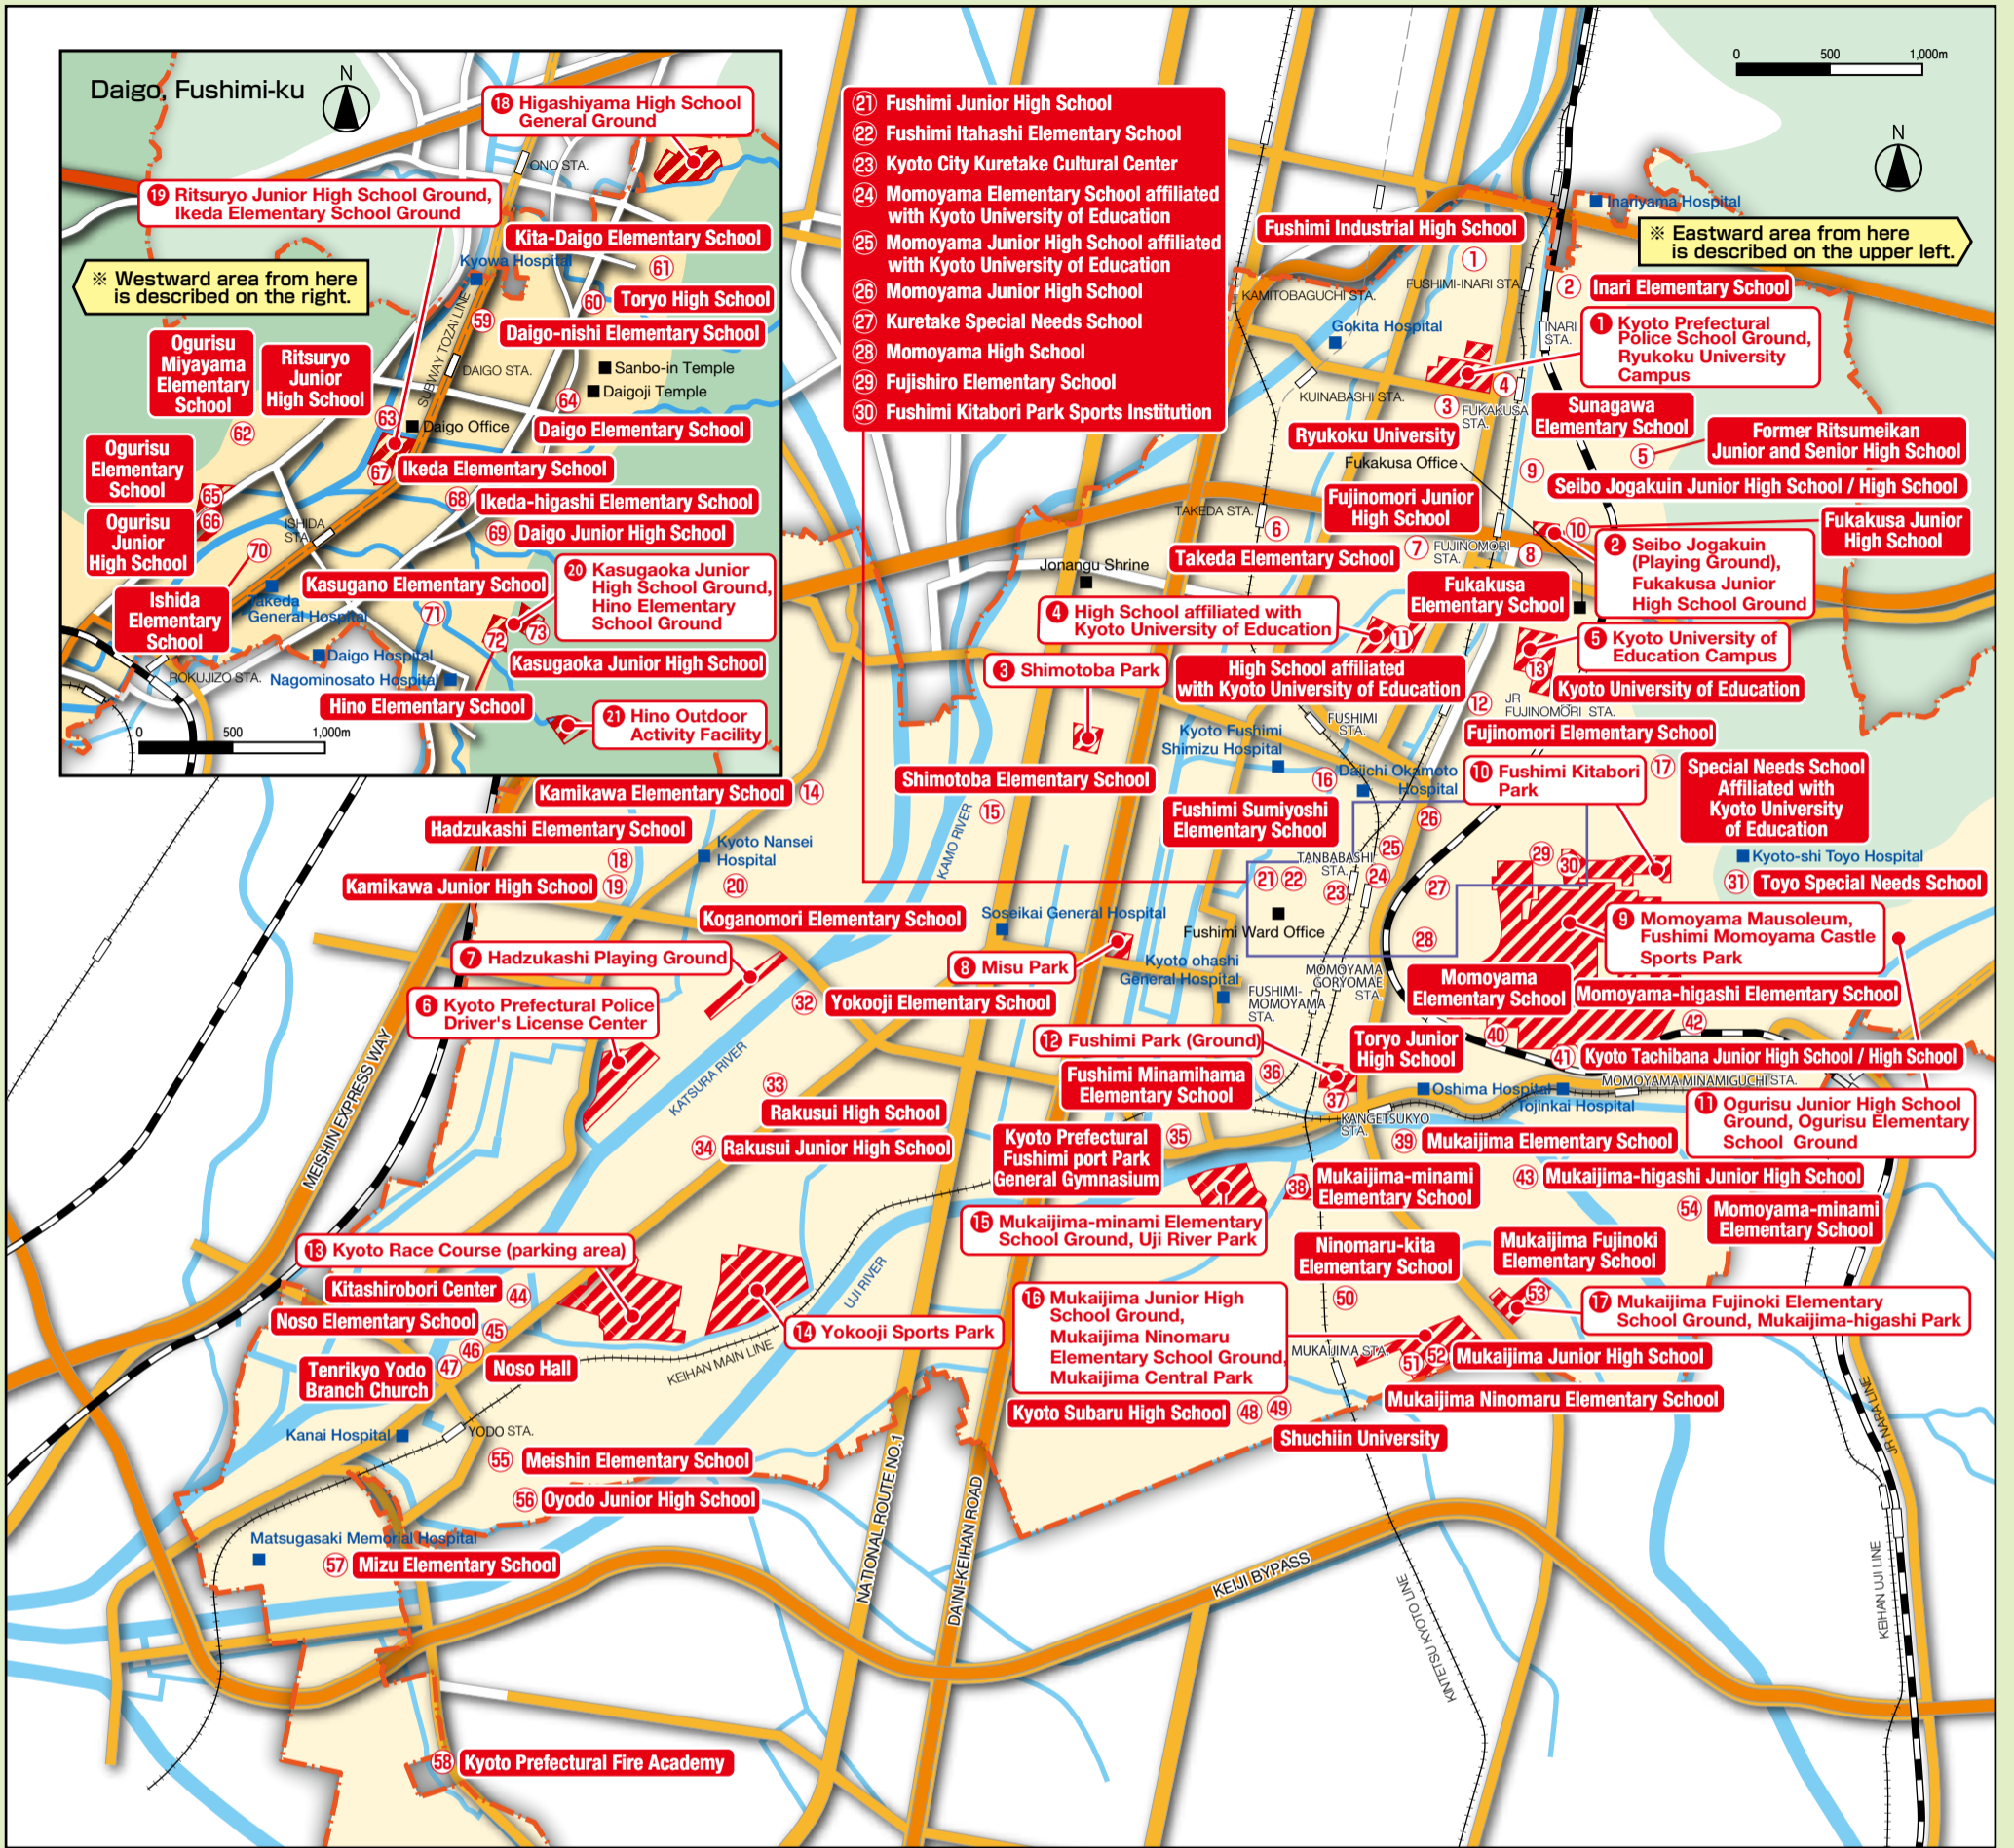 Daigo, Fushimi-ku
N
18 Higashiyama High School
General Ground
ONO STA.
19 Ritsuryo Junior High School Ground,
Ikeda Elementary School Ground
Kita-Daigo Elementary School
61
Kyowa Hospital
※ Westward area from here
is described on the right.
60
Toryo High School
59
Daigo-nishi Elementary School
SUBWAY TOZAI LINE
Ogurisu
Miyayama
Elementary
School
62
Ritsuryo
Junior
High School
63
DAIGO STA.
Sanbo-in Temple
Daigoji Temple
64
Daigo Office
Daigo Elementary School
Ogurisu
Elementary
School
65
67
Ikeda Elementary School
68
Ikeda-higashi Elementary School
66
Ogurisu
Junior
High School
ISHIDA
STA.
69
Daigo Junior High School
70
Kasugano Elementary School
20 Kasugaoka Junior
High School Ground,
Hino Elementary
School Ground
Takeda
General Hospital
71
Ishida
Elementary
School
72
73
Daigo Hospital
Kasugaoka Junior High School
ROKUJIZO STA.
Nagominosato Hospital
Hino Elementary School
21 Hino Outdoor
Activity Facility
0 500 1,000m
21 Fushimi Junior High School
22 Fushimi Itahashi Elementary School
23 Kyoto City Kuretake Cultural Center
24 Momoyama Elementary School affiliated
with Kyoto University of Education
25 Momoyama Junior High School affiliated
with Kyoto University of Education
26 Momoyama Junior High School
27 Kuretake Special Needs School
28 Momoyama High School
29 Fujishiro Elementary School
30 Fushimi Kitabori Park Sports Institution
0 500 1,000m
N
Inariyama Hospital
※ Eastward area from here
is described on the upper left.
Fushimi Industrial High School
1
KAMITOBAGUCHI STA.
FUSHIMI-INARI STA.
2
Inari Elementary School
Gokita Hospital
INARI
STA.
1 Kyoto Prefectural
Police School Ground,
Ryukoku University
Campus
KUINABASHI STA.
3
4
FUKAKUSA
STA.
Sunagawa
Elementary School
Ryukoku University
5
Former Ritsumeikan
Junior and Senior High School
Fukakusa Office
9
Seibo Jogakuin Junior High School / High School
Fujinomori Junior
High School
TAKEDA STA.
6
10
Fukakusa Junior
High School
7
FUJINOMORI
STA.
8
2 Seibo Jogakuin
(Playing Ground),
Fukakusa Junior
High School Ground
Takeda Elementary School
Jonangu Shrine
Fukakusa
Elementary School
4 High School affiliated with
Kyoto University of Education
11
5 Kyoto University of
Education Campus
3 Shimotoba Park
High School affiliated
with Kyoto University of Education
13
Kyoto University of Education
12
JR
FUJINOMORI STA.
FUSHIMI
STA.
Fujinomori Elementary School
Kyoto Fushimi
Shimizu Hospital
16
Daiichi Okamoto
Hospital
10 Fushimi Kitabori
Park
17
Special Needs School
Affiliated with
Kyoto University
of Education
Kamikawa Elementary School
14
Shimotoba Elementary School
15
Fushimi Sumiyoshi
Elementary School
26
Hadzukashi Elementary School
18
Kyoto Nansei
Hospital
KAMO RIVER
TANBABASHI
STA.
25
29
30
Kyoto-shi Toyo Hospital
Kamikawa Junior High School
19
20
21
22
23
24
27
31
Toyo Special Needs School
Koganomori Elementary School
Soseikai General Hospital
Fushimi Ward Office
28
9 Momoyama Mausoleum,
Fushimi Momoyama Castle
Sports Park
7 Hadzukashi Playing Ground
8 Misu Park
Kyoto ohashi
General Hospital
MOMOYAMA
GORYOMAE
STA.
Momoyama
Elementary School
Momoyama-higashi Elementary School
6 Kyoto Prefectural Police
Driver's License Center
32
Yokooji Elementary School
FUSHIMI-
MOMOYAMA
STA.
42
12 Fushimi Park (Ground)
Toryo Junior
High School
40
41
Kyoto Tachibana Junior High School / High School
MEISHIN EXPRESS WAY
KATSURA RIVER
33
Rakusui High School
Fushimi Minamihama
Elementary School
36
37
Oshima Hospital
MOMOYAMA MINAMIGUCHI STA.
Tojinkai Hospital
11 Ogurisu Junior High School
Ground, Ogurisu Elementary
School Ground
KANGETSUKYO
STA.
34
Rakusui Junior High School
Kyoto Prefectural
Fushimi port Park
General Gymnasium
35
39
Mukaijima Elementary School
38
Mukaijima-minami
Elementary School
43
Mukaijima-higashi Junior High School
15 Mukaijima-minami Elementary
School Ground, Uji River Park
54
Momoyama-minami
Elementary School
13 Kyoto Race Course (parking area)
Ninomaru-kita
Elementary School
Mukaijima Fujinoki
Elementary School
Kitashirobori Center
44
UJI RIVER
16 Mukaijima Junior High
School Ground,
Mukaijima Ninomaru
Elementary School Ground,
Mukaijima Central Park
50
53
17 Mukaijima Fujinoki Elementary
School Ground, Mukaijima-higashi Park
Noso Elementary School
45
14 Yokooji Sports Park
46
47
Noso Hall
KEIHAN MAIN LINE
MUKAIJIMA STA.
51
52
Mukaijima Junior High School
Tenrikyo Yodo
Branch Church
Mukaijima Ninomaru Elementary School
Kyoto Subaru High School
48
49
Shuchiin University
JR NARA LINE
Kanai Hospital
YODO STA.
55
Meishin Elementary School
56
Oyodo Junior High School
NATIONAL ROUTE NO.1
DAINI-KEIHAN ROAD
Matsugasaki Memorial Hospital
57
Mizu Elementary School
KEIJI BYPASS
KINTETSU KYOTO LINE
KEIHAN UJI LINE
58
Kyoto Prefectural Fire Academy